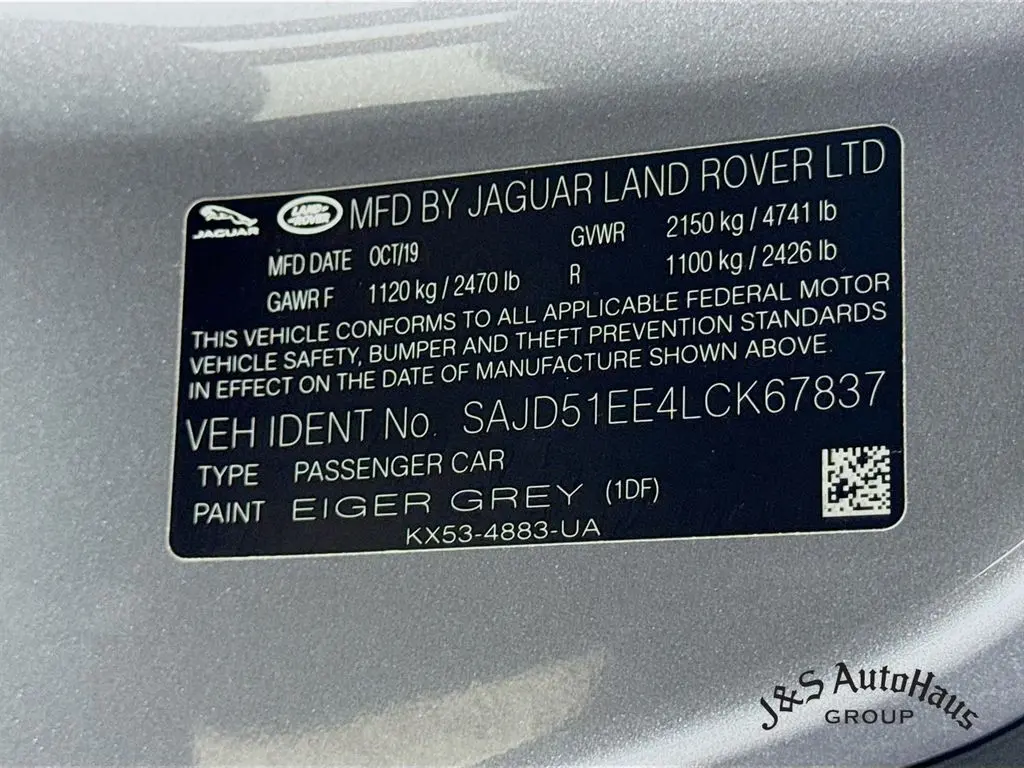 JAGUAR LAND-ROVER MFD BY JAGUAR LAND ROVER LTD
MFD DATE OCT/19 GVWR 2150 kg / 4741 lb
GAWR F 1120 kg / 2470 lb R 1100 kg / 2426 lb
THIS VEHICLE CONFORMS TO ALL APPLICABLE FEDERAL MOTOR
VEHICLE SAFETY, BUMPER AND THEFT PREVENTION STANDARDS
IN EFFECT ON THE DATE OF MANUFACTURE SHOWN ABOVE.
VEH IDENT No. SAJD51EE4LCK67837
TYPE PASSENGER CAR
PAINT EIGER GREY (1DF)
KX53-4883-UA
J&S AutoHaus
GROUP